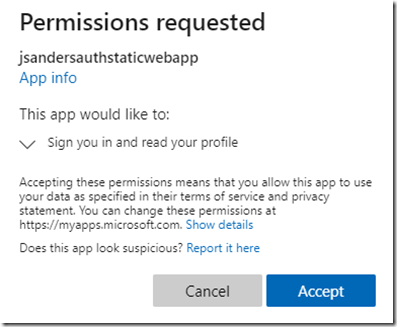 Permissions requested
jsandersauthstaticwebapp
App info
This app would like to:
Sign you in and read your profile
Accepting these permissions means that you allow this app to use
your data as specified in their terms of service and privacy
statement. You can change these permissions at
https://myapps.microsoft.com. Show details
Does this app look suspicious? Report it here
Cancel Accept